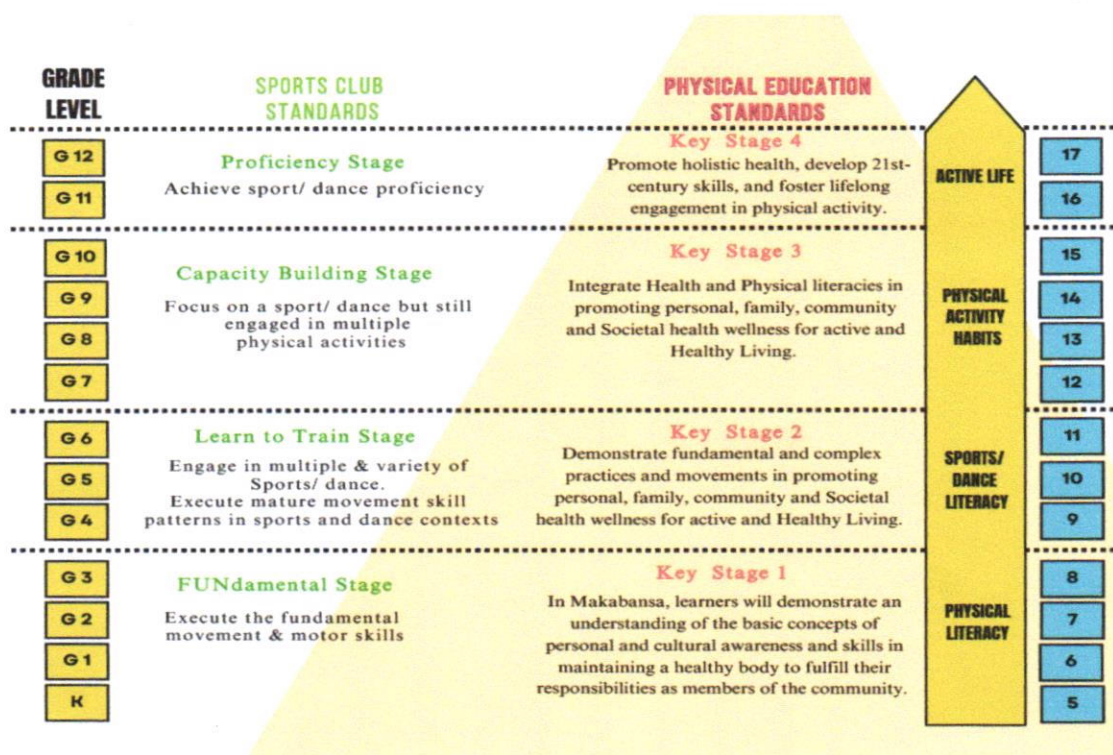 GRADE
LEVEL
SPORTS CLUB
STANDARDS
PHYSICAL EDUCATION
STANDARDS
G 12
G 11
Proficiency Stage
Achieve sport/ dance proficiency
Key Stage 4
Promote holistic health, develop 21st-
century skills, and foster lifelong
engagement in physical activity.
ACTIVE LIFE
17
16
G 10
G 9
G 8
G 7
Capacity Building Stage
Focus on a sport/ dance but still
engaged in multiple
physical activities
Key Stage 3
Integrate Health and Physical literacies in
promoting personal, family, community
and Societal health wellness for active and
Healthy Living.
PHYSICAL
ACTIVITY
HABITS
15
14
13
12
G 6
G 5
G 4
Learn to Train Stage
Engage in multiple & variety of
Sports/ dance.
Execute mature movement skill
patterns in sports and dance contexts
Key Stage 2
Demonstrate fundamental and complex
practices and movements in promoting
personal, family, community and Societal
health wellness for active and Healthy Living.
SPORTS/
DANCE
LITERACY
11
10
9
G 3
G 2
G 1
K
FUNdamental Stage
Execute the fundamental
movement & motor skills
Key Stage 1
In Makabansa, learners will demonstrate an
understanding of the basic concepts of
personal and cultural awareness and skills in
maintaining a healthy body to fulfill their
responsibilities as members of the community.
PHYSICAL
LITERACY
8
7
6
5